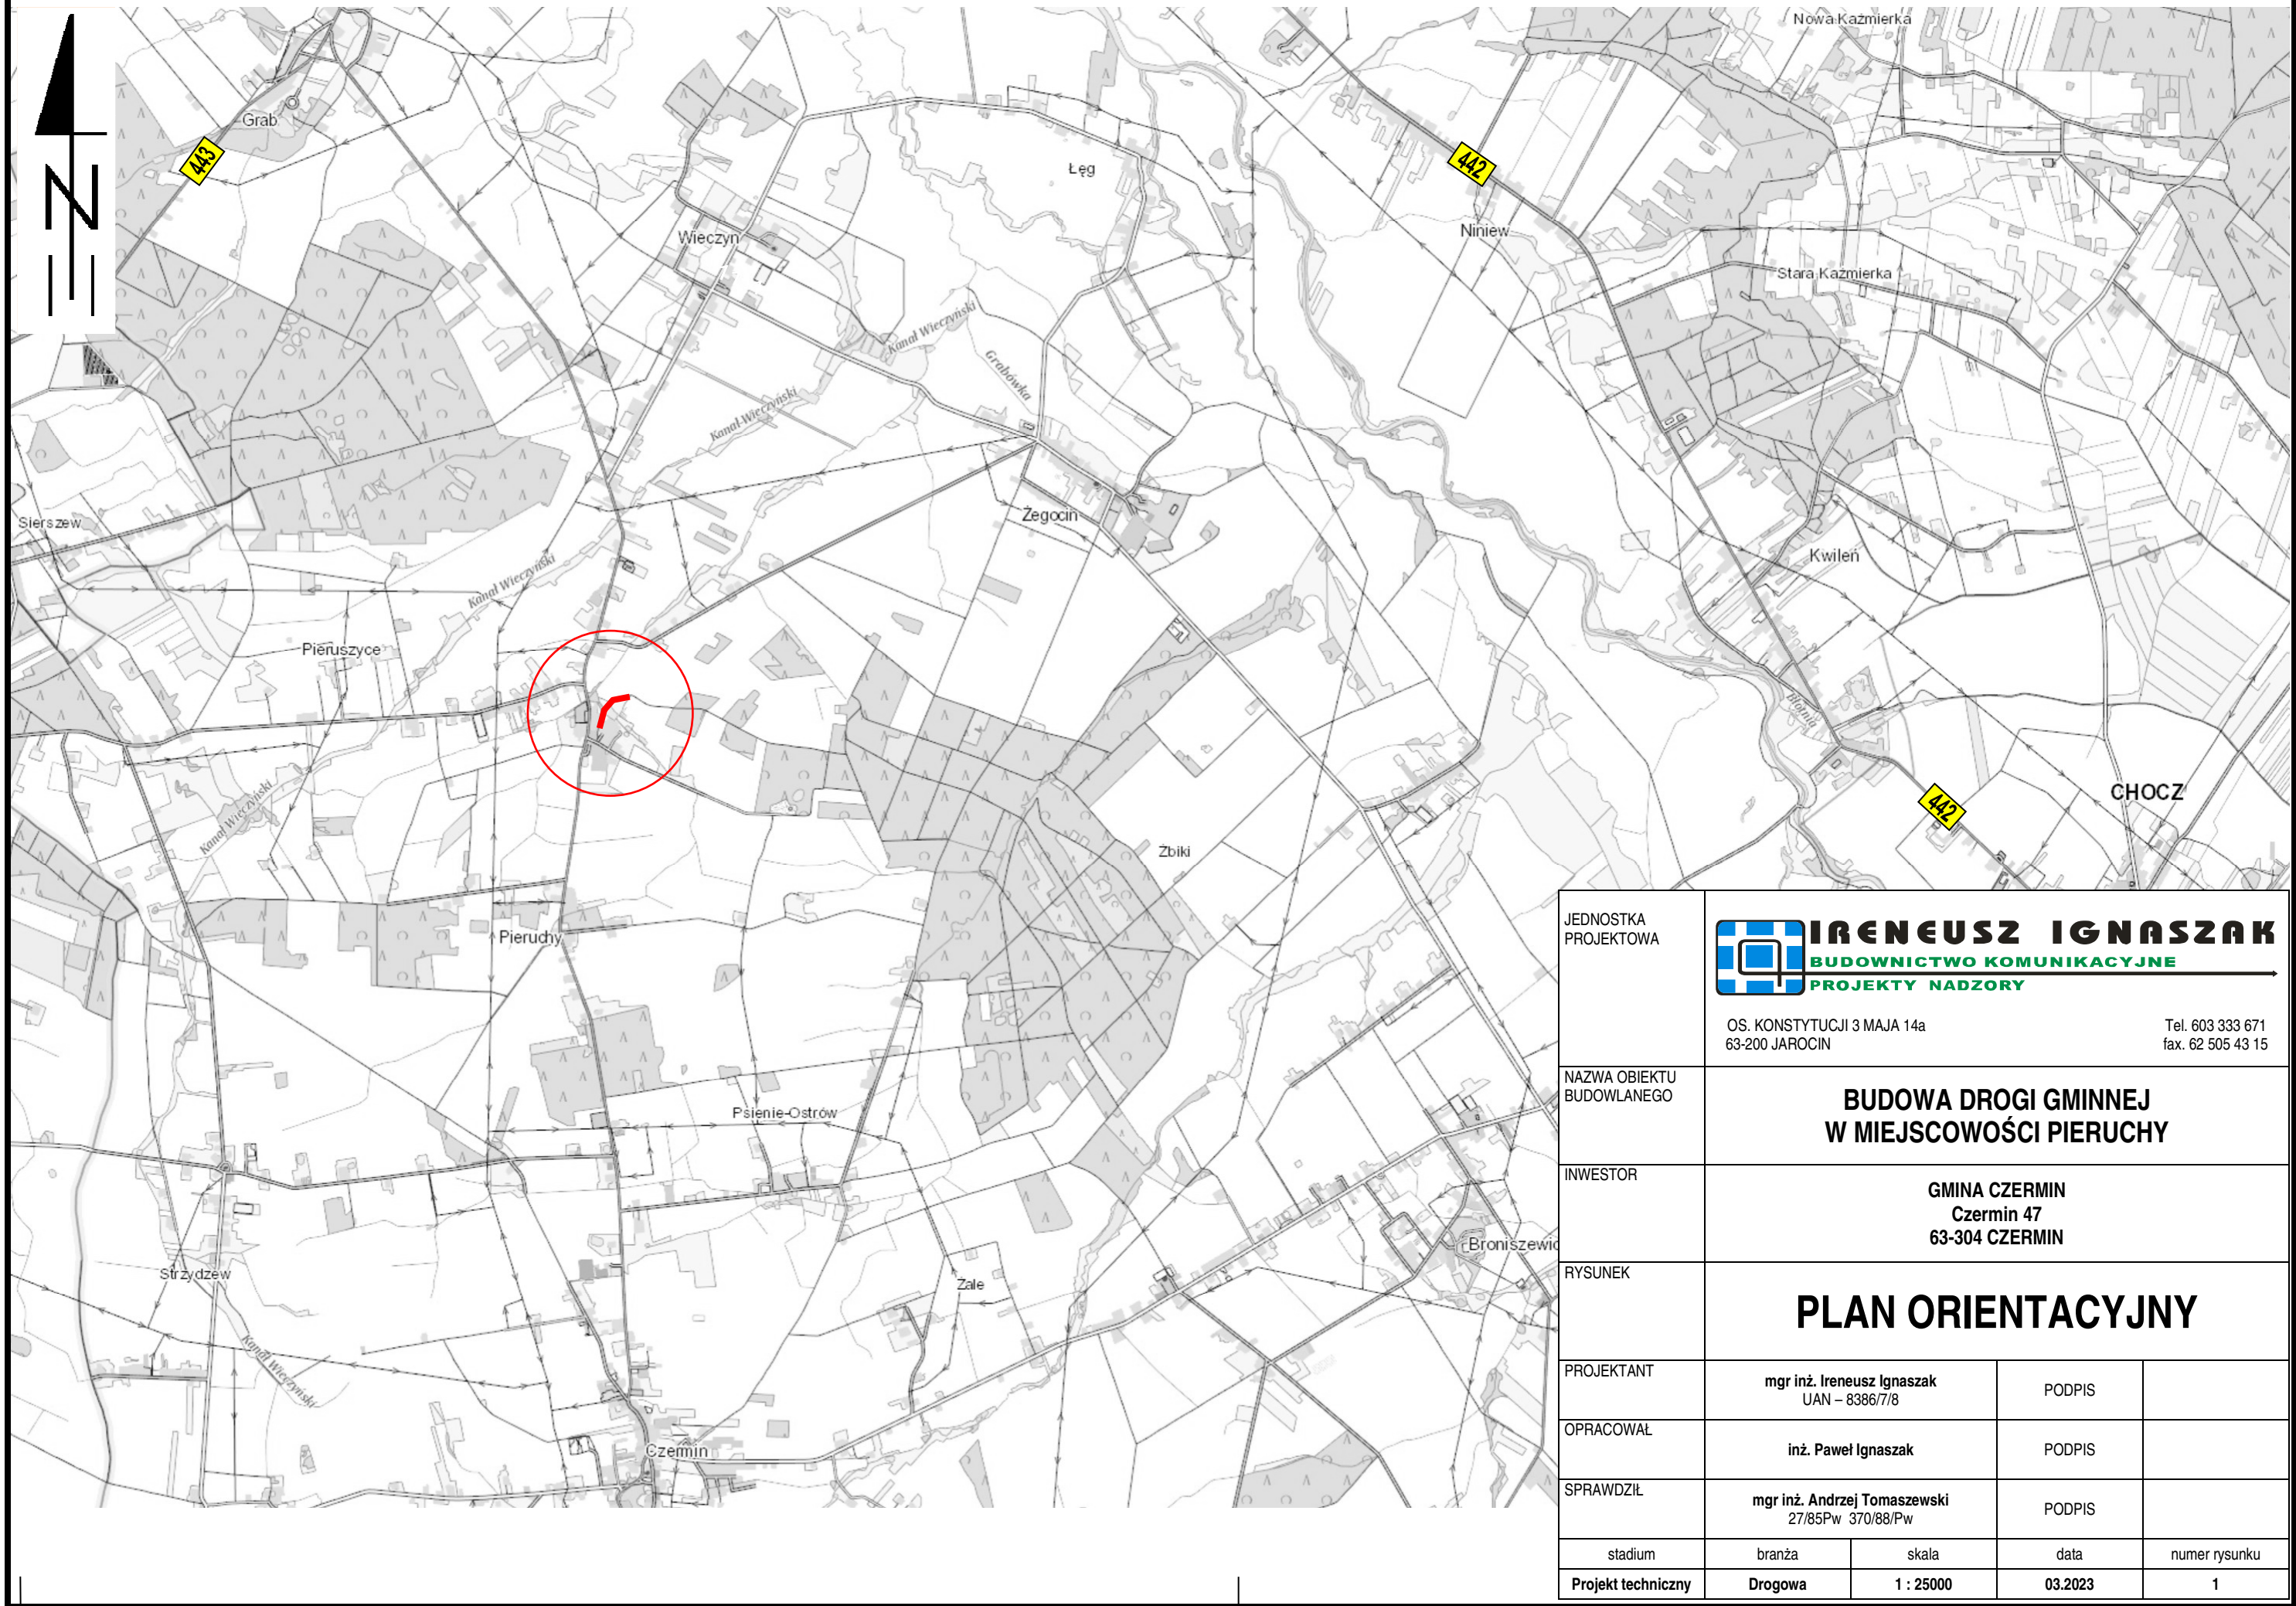 N
Nowa Kaźmierka
Grab
443
Łęg
442
Wieczyn
Niniew
Stara Kaźmierka
Kanał Wieczyński
Grabówka
Kanał Wieczyński
Sierszew
Żegocin
Kwileń
Kanał Wieczyński
Pieruszyce
Błotnia
Kanał Wieczyński
442
CHOCZ
Żbiki
Pieruchy
Psienie-Ostrów
Strzydzew
Żale
Kanał Wieczyński
Czermin
JEDNOSTKA
PROJEKTOWA
IRENEUSZ IGNASZAK
BUDOWNICTWO KOMUNIKACYJNE
PROJEKTY NADZORY
OS. KONSTYTUCJI 3 MAJA 14a
63-200 JAROCIN
Tel. 603 333 671
fax. 62 505 43 15
NAZWA OBIEKTU
BUDOWLANEGO
BUDOWA DROGI GMINNEJ
W MIEJSCOWOŚCI PIERUCHY
INWESTOR
GMINA CZERMIN
Czermin 47
63-304 CZERMIN
Broniszewic
RYSUNEK
PLAN ORIENTACYJNY
PROJEKTANT
mgr inż. Ireneusz Ignaszak
UAN – 8386/7/8
PODPIS
OPRACOWAŁ
inż. Paweł Ignaszak
PODPIS
SPRAWDZIŁ
mgr inż. Andrzej Tomaszewski
27/85Pw 370/88/Pw
PODPIS
stadium branża skala data numer rysunku
Projekt techniczny Drogowa 1 : 25000 03.2023 1